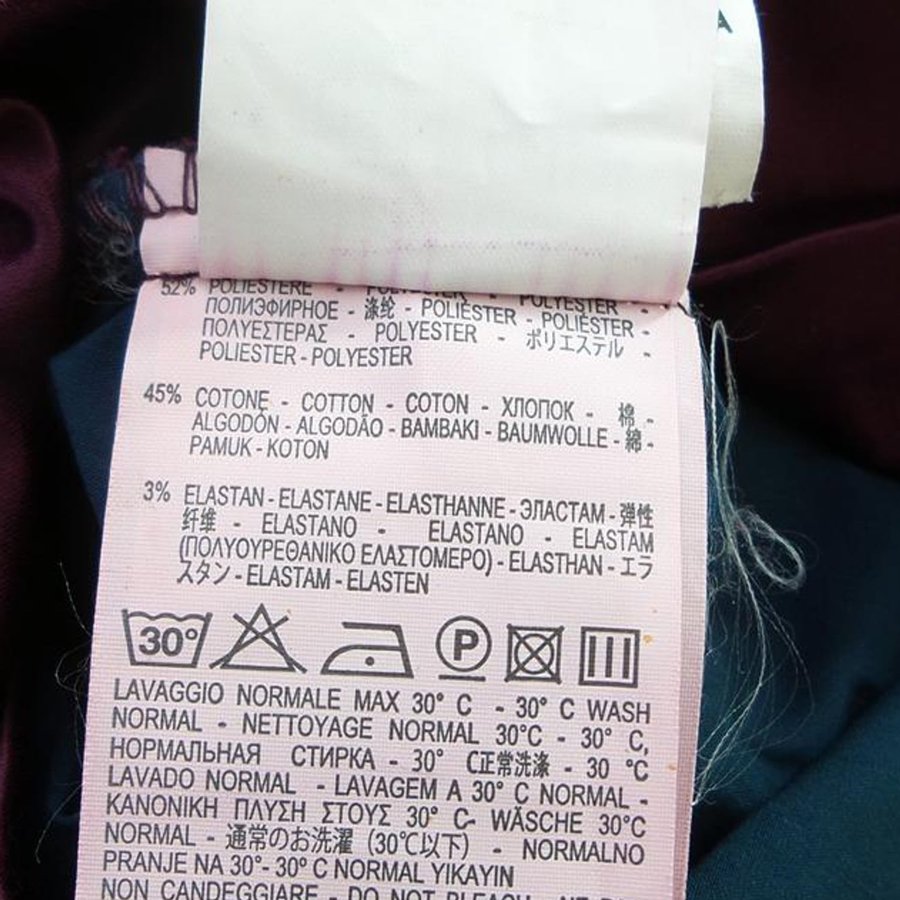 A
52% POLIESTERE - POLYESTER - POLYESTER -
ПОЛИЭФИРНОЕ - 涤纶 - POLIÉSTER - POLIÉSTER -
ΠΟΛΥΕΣΤΕΡΑΣ - POLYESTER - ポリエステル -
POLIESTER - POLYESTER
45% COTONE - COTTON - COTON - ХЛОПОК - 棉 -
ALGODÓN - ALGODÃO - BAMBAKI - BAUMWOLLE - 綿 -
PAMUK - KOTON
3% ELASTAN - ELASTANE - ELASTHANNE - ЭЛАСТАМ - 弹性
纤维 - ELASTANO - ELASTANO - ELASTAM
(ΠΟΛΥΟΥΡΕΘΑΝΙΚΟ ΕΛΑΣΤΟΜΕΡΟ) - ELASTHAN - エラ
スタン - ELASTAM - ELASTEN
30° P
LAVAGGIO NORMALE MAX 30° C - 30° C WASH
NORMAL - NETTOYAGE NORMAL 30°C - 30° C,
НОРМАЛЬНАЯ СТИРКА - 30° C正常洗涤 - 30 °C
LAVADO NORMAL - LAVAGEM A 30° C NORMAL -
ΚΑΝΟΝΙΚΗ ΠΛΥΣΗ ΣΤΟΥΣ 30° C- WÄSCHE 30°C
NORMAL - 通常のお洗濯 (30℃以下) - NORMALNO
PRANJE NA 30°- 30° C NORMAL YIKAYIN
NON CANDEGGIARE - DO NOT BLEACH - NE